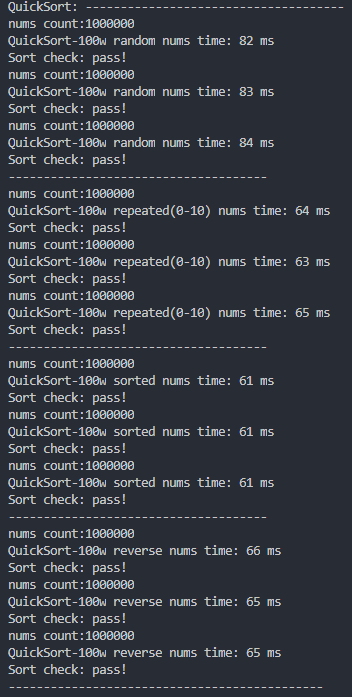 QuickSort: -------------------------------------
nums count:1000000
QuickSort-100w random nums time: 82 ms
Sort check: pass!
nums count:1000000
QuickSort-100w random nums time: 83 ms
Sort check: pass!
nums count:1000000
QuickSort-100w random nums time: 84 ms
Sort check: pass!
-------------------------------------
nums count:1000000
QuickSort-100w repeated(0-10) nums time: 64 ms
Sort check: pass!
nums count:1000000
QuickSort-100w repeated(0-10) nums time: 63 ms
Sort check: pass!
nums count:1000000
QuickSort-100w repeated(0-10) nums time: 65 ms
Sort check: pass!
-------------------------------------
nums count:1000000
QuickSort-100w sorted nums time: 61 ms
Sort check: pass!
nums count:1000000
QuickSort-100w sorted nums time: 61 ms
Sort check: pass!
nums count:1000000
QuickSort-100w sorted nums time: 61 ms
Sort check: pass!
-------------------------------------
nums count:1000000
QuickSort-100w reverse nums time: 66 ms
Sort check: pass!
nums count:1000000
QuickSort-100w reverse nums time: 65 ms
Sort check: pass!
nums count:1000000
QuickSort-100w reverse nums time: 65 ms
Sort check: pass!
---------------------------------------------